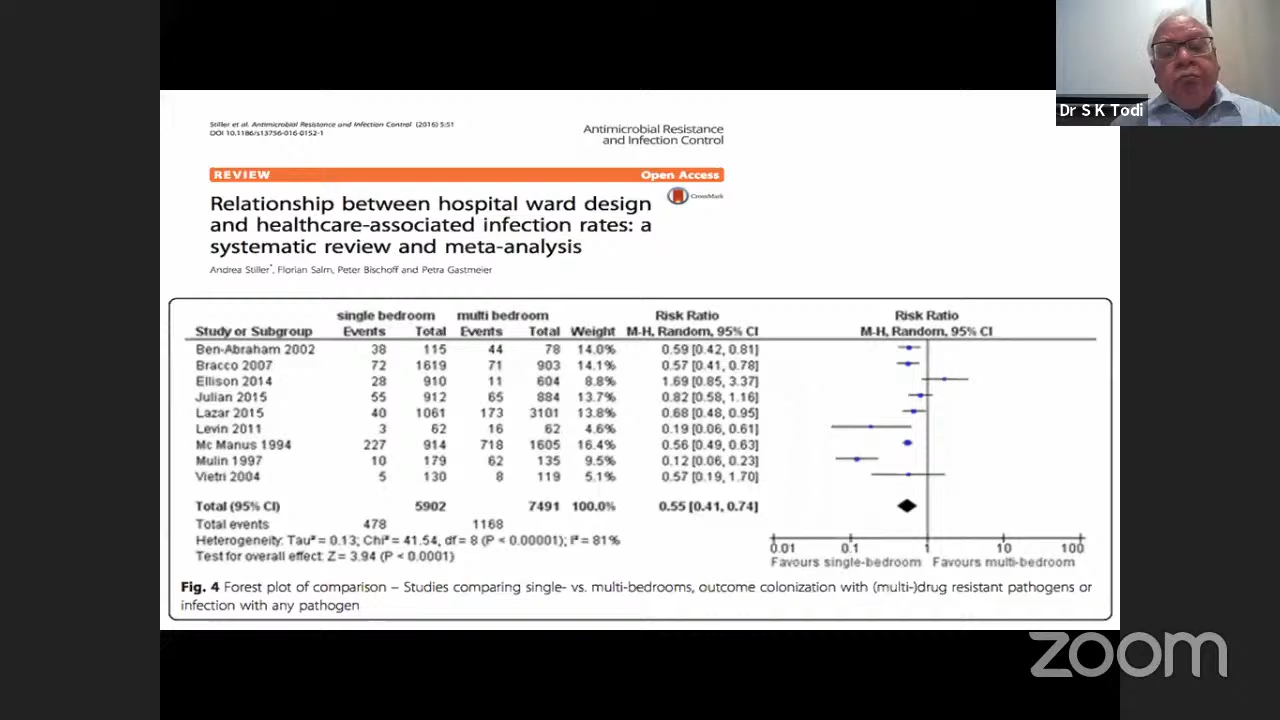 Dr S K Todi
Stiller et al. Antimicrobial Resistance and Infection Control (2016) 5:51
DOI 10.1186/s13756-016-0152-1
Antimicrobial Resistance
and Infection Control
REVIEW Open Access
CrossMark
Relationship between hospital ward design
and healthcare-associated infection rates: a
systematic review and meta-analysis
Andrea Stiller*, Florian Salm, Peter Bischoff and Petra Gastmeier
single bedroom multi bedroom Risk Ratio Risk Ratio
Study or Subgroup Events Total Events Total Weight M-H, Random, 95% CI M-H, Random, 95% CI
Ben-Abraham 2002 38 115 44 78 14.0% 0.59 [0.42, 0.81]
Bracco 2007 72 1619 71 903 14.1% 0.57 [0.41, 0.78]
Ellison 2014 28 910 11 604 8.8% 1.69 [0.85, 3.37]
Julian 2015 55 912 65 884 13.7% 0.82 [0.58, 1.16]
Lazar 2015 40 1061 173 3101 13.8% 0.68 [0.48, 0.95]
Levin 2011 3 62 16 62 4.6% 0.19 [0.06, 0.61]
Mc Manus 1994 227 914 718 1605 16.4% 0.56 [0.49, 0.63]
Mulin 1997 10 179 62 135 9.5% 0.12 [0.06, 0.23]
Vietri 2004 5 130 8 119 5.1% 0.57 [0.19, 1.70]
Total (95% CI) 5902 7491 100.0% 0.55 [0.41, 0.74]
Total events 478 1168
Heterogeneity: Tau² = 0.13; Chi² = 41.54, df = 8 (P < 0.00001); I² = 81%
Test for overall effect: Z = 3.94 (P < 0.0001)
0.01 0.1 1 10 100
Favours single-bedroom Favours multi-bedroom
Fig. 4 Forest plot of comparison – Studies comparing single- vs. multi-bedrooms, outcome colonization with (multi-)drug resistant pathogens or
infection with any pathogen
zoom